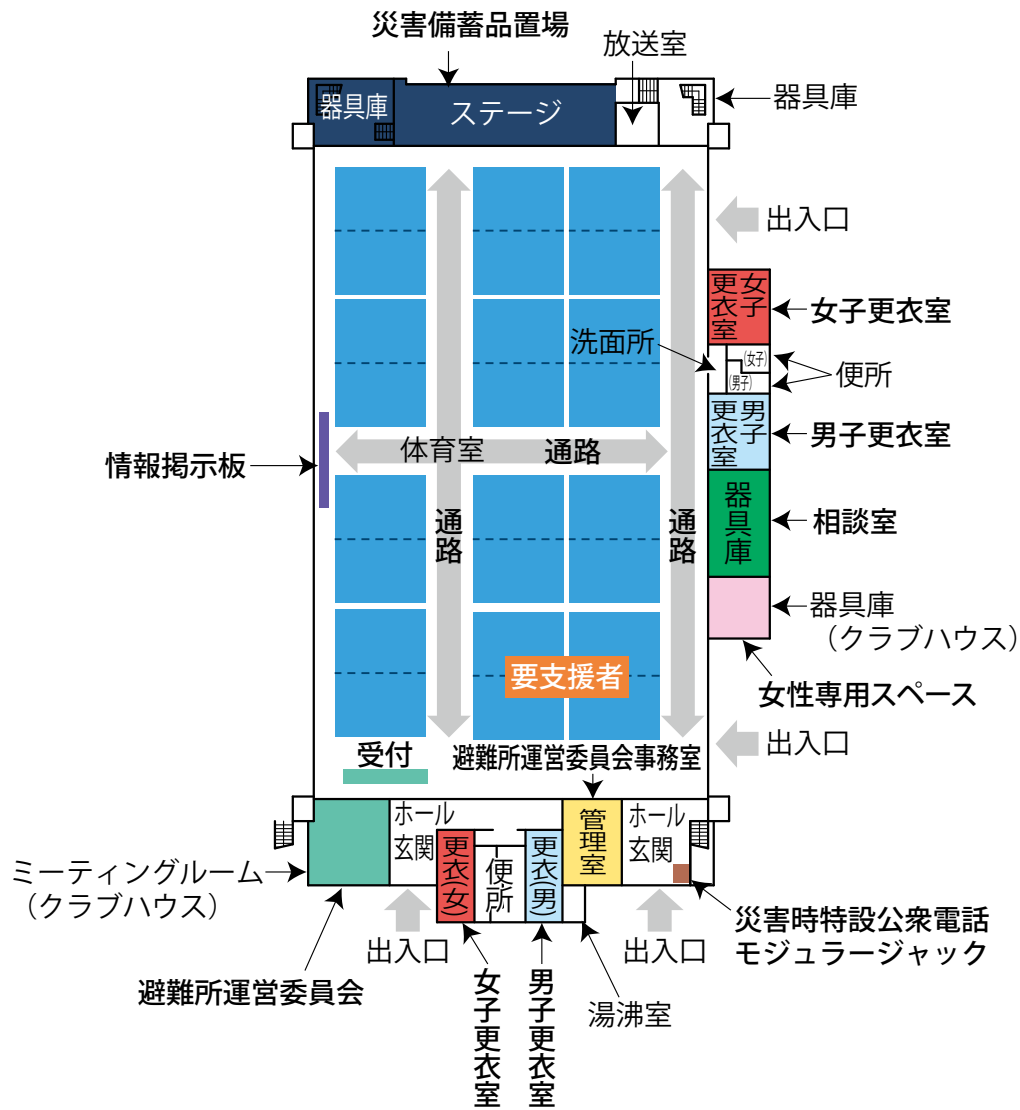 災害備蓄品置場
放送室
器具庫
ステージ
器具庫
出入口
女子
更衣室
女子更衣室
洗面所
(女子)
(男子)
便所
男子
更衣室
男子更衣室
体育室
通路
情報掲示板
通路
通路
器具庫
相談室
器具庫
（クラブハウス）
要支援者
女性専用スペース
出入口
受付
避難所運営委員会事務室
ホール
玄関
管理室
ホール
玄関
更衣(女)
便所
更衣(男)
ミーティングルーム
（クラブハウス）
災害時特設公衆電話
モジュラージャック
出入口
出入口
避難所運営委員会
女子更衣室
男子更衣室
湯沸室